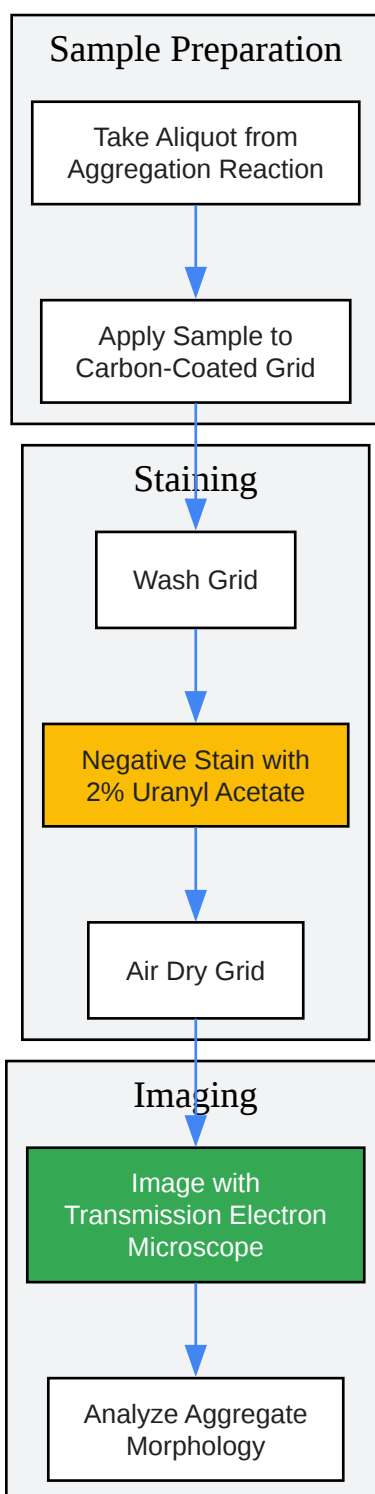 Sample Preparation
Take Aliquot from
Aggregation Reaction
Apply Sample to
Carbon-Coated Grid
Staining
Wash Grid
Negative Stain with
2% Uranyl Acetate
Air Dry Grid
Imaging
Image with
Transmission Electron
Microscope
Analyze Aggregate
Morphology